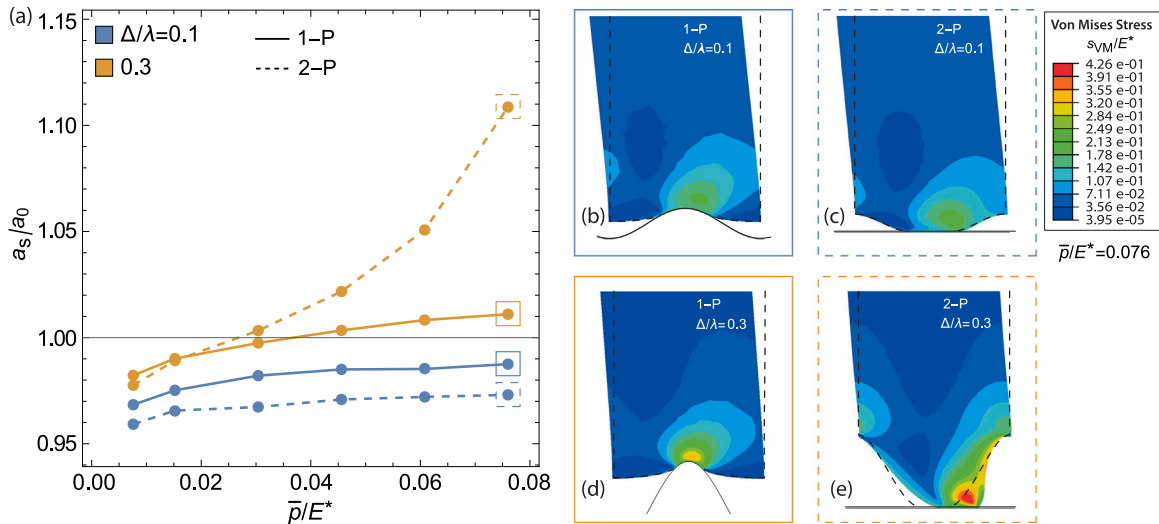 (a)
1.15
1.10
1.05
1.00
0.95
a_s/a_0
Δ/λ=0.1
0.3
1-P
2-P
0.00
0.02
0.04
0.06
0.08
p̅/E*
1-P
Δ/λ=0.1
(b)
2-P
Δ/λ=0.1
(c)
1-P
Δ/λ=0.3
(d)
2-P
Δ/λ=0.3
(e)
Von Mises Stress
s_VM/E*
4.26 e-01
3.91 e-01
3.55 e-01
3.20 e-01
2.84 e-01
2.49 e-01
2.13 e-01
1.78 e-01
1.42 e-01
1.07 e-01
7.11 e-02
3.56 e-02
3.95 e-05
p̅/E*=0.076